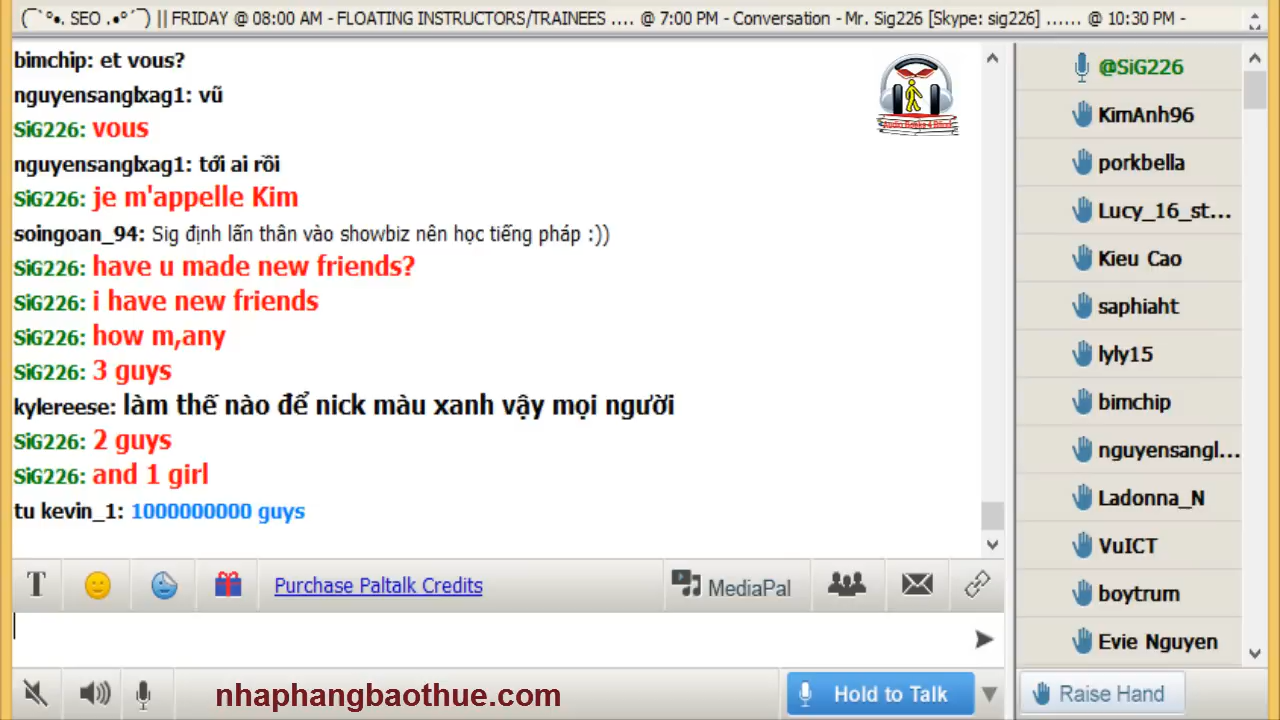 (¯`°•. SEO .•°´¯) || FRIDAY @ 08:00 AM - FLOATING INSTRUCTORS/TRAINEES .... @ 7:00 PM - Conversation - Mr. Sig226 [Skype: sig226] ...... @ 10:30 PM -
bimchip: et vous?
nguyensanglxag1: vũ
SiG226: vous
nguyensanglxag1: tới ai rồi
SiG226: je m'appelle Kim
soingoan_94: Sig định lấn thân vào showbiz nên học tiếng pháp :))
SiG226: have u made new friends?
SiG226: i have new friends
SiG226: how m,any
SiG226: 3 guys
kylereese: làm thế nào để nick màu xanh vậy mọi người
SiG226: 2 guys
SiG226: and 1 girl
tu kevin_1: 1000000000 guys
@SiG226
KimAnh96
porkbella
Lucy_16_st...
Kieu Cao
saphiaht
lyly15
bimchip
nguyensangl...
Ladonna_N
VuICT
boytrum
Evie Nguyen
T Purchase Paltalk Credits MediaPal
nhaphangbaothue.com Hold to Talk Raise Hand